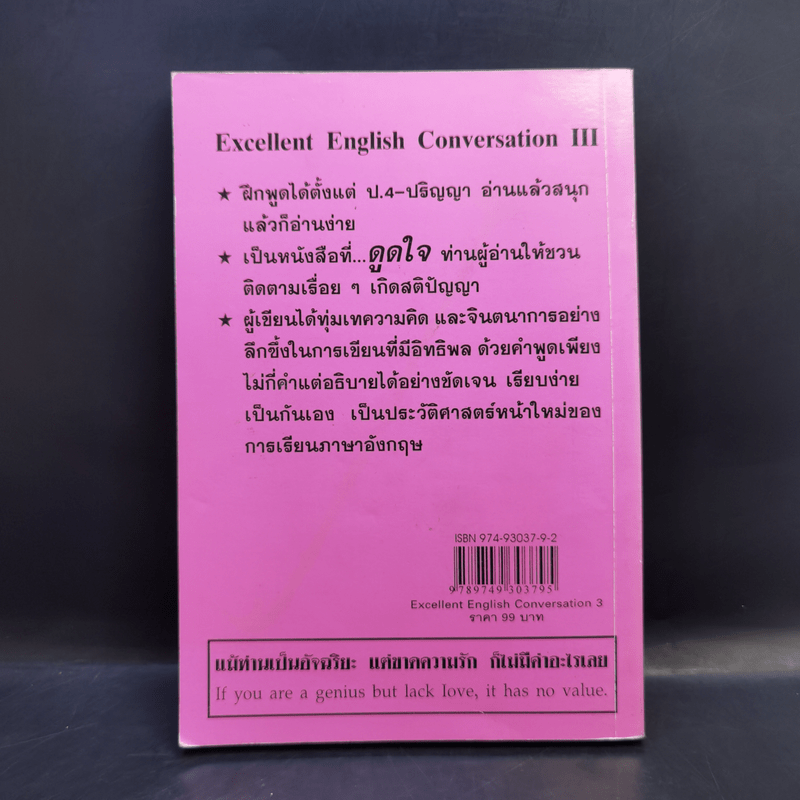 Excellent English Conversation III
★ ฝึกพูดได้ตั้งแต่ ป.4-ปริญญา อ่านแล้วสนุก
แล้วก็อ่านง่าย
★ เป็นหนังสือที่...ดูดใจ ท่านผู้อ่านให้ชวน
ติดตามเรื่อย ๆ เกิดสติปัญญา
★ ผู้เขียนได้ทุ่มเทความคิด และจินตนาการอย่าง
ลึกซึ้งในการเขียนที่มีอิทธิพล ด้วยคำพูดเพียง
ไม่กี่คำแต่อธิบายได้อย่างชัดเจน เรียบง่าย
เป็นกันเอง เป็นประวัติศาสตร์หน้าใหม่ของ
การเรียนภาษาอังกฤษ
ISBN 974-93037-9-2
9 789749 303795
Excellent English Conversation 3
ราคา 99 บาท
แม้ท่านเป็นอัจฉริยะ แต่ขาดความรัก ก็ไม่มีค่าอะไรเลย
If you are a genius but lack love, it has no value.